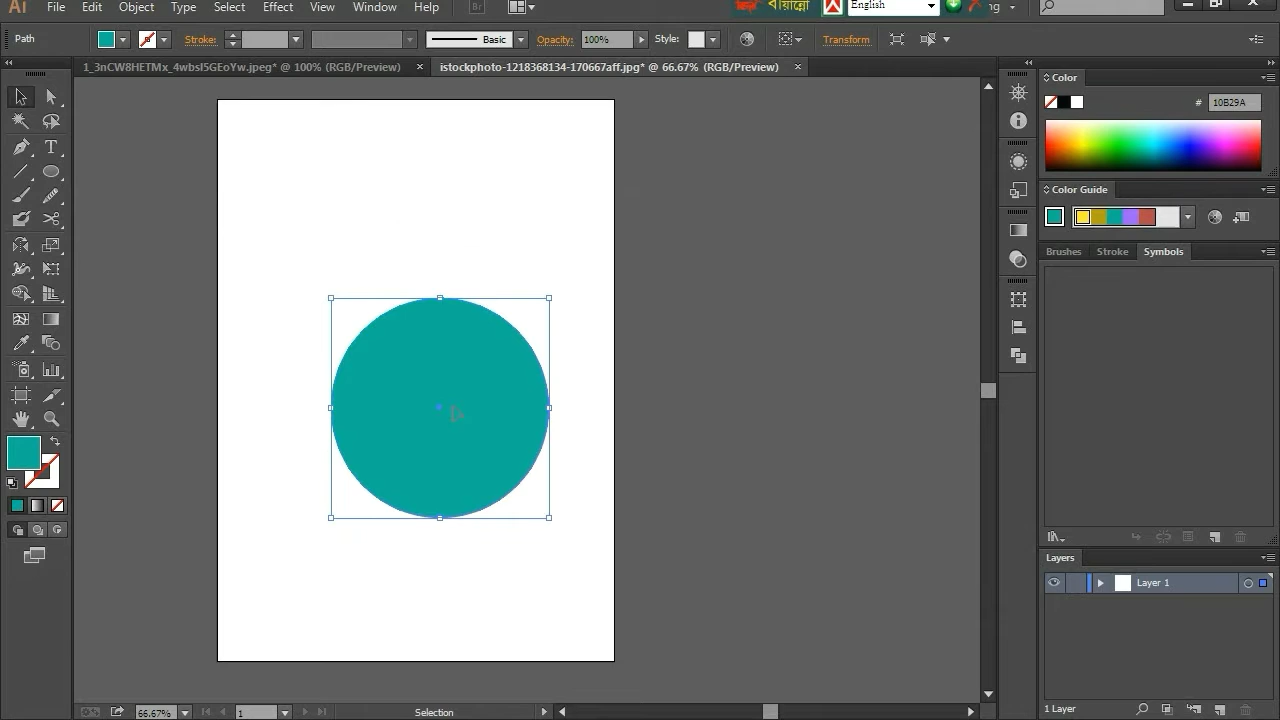 Ai File Edit Object Type Select Effect View Window Help Br
বায়ান্নো English
Path Stroke: Basic Opacity: 100% Style: Transform
1_3nCW8HETMx_4wbsI5GEoYw.jpeg* @ 100% (RGB/Preview) × istockphoto-1218368134-170667aff.jpg* @ 66.67% (RGB/Preview) ×
Color
# 10B29A
Color Guide
Brushes Stroke Symbols
Layers
Layer 1
66.67% 1 Selection
1 Layer